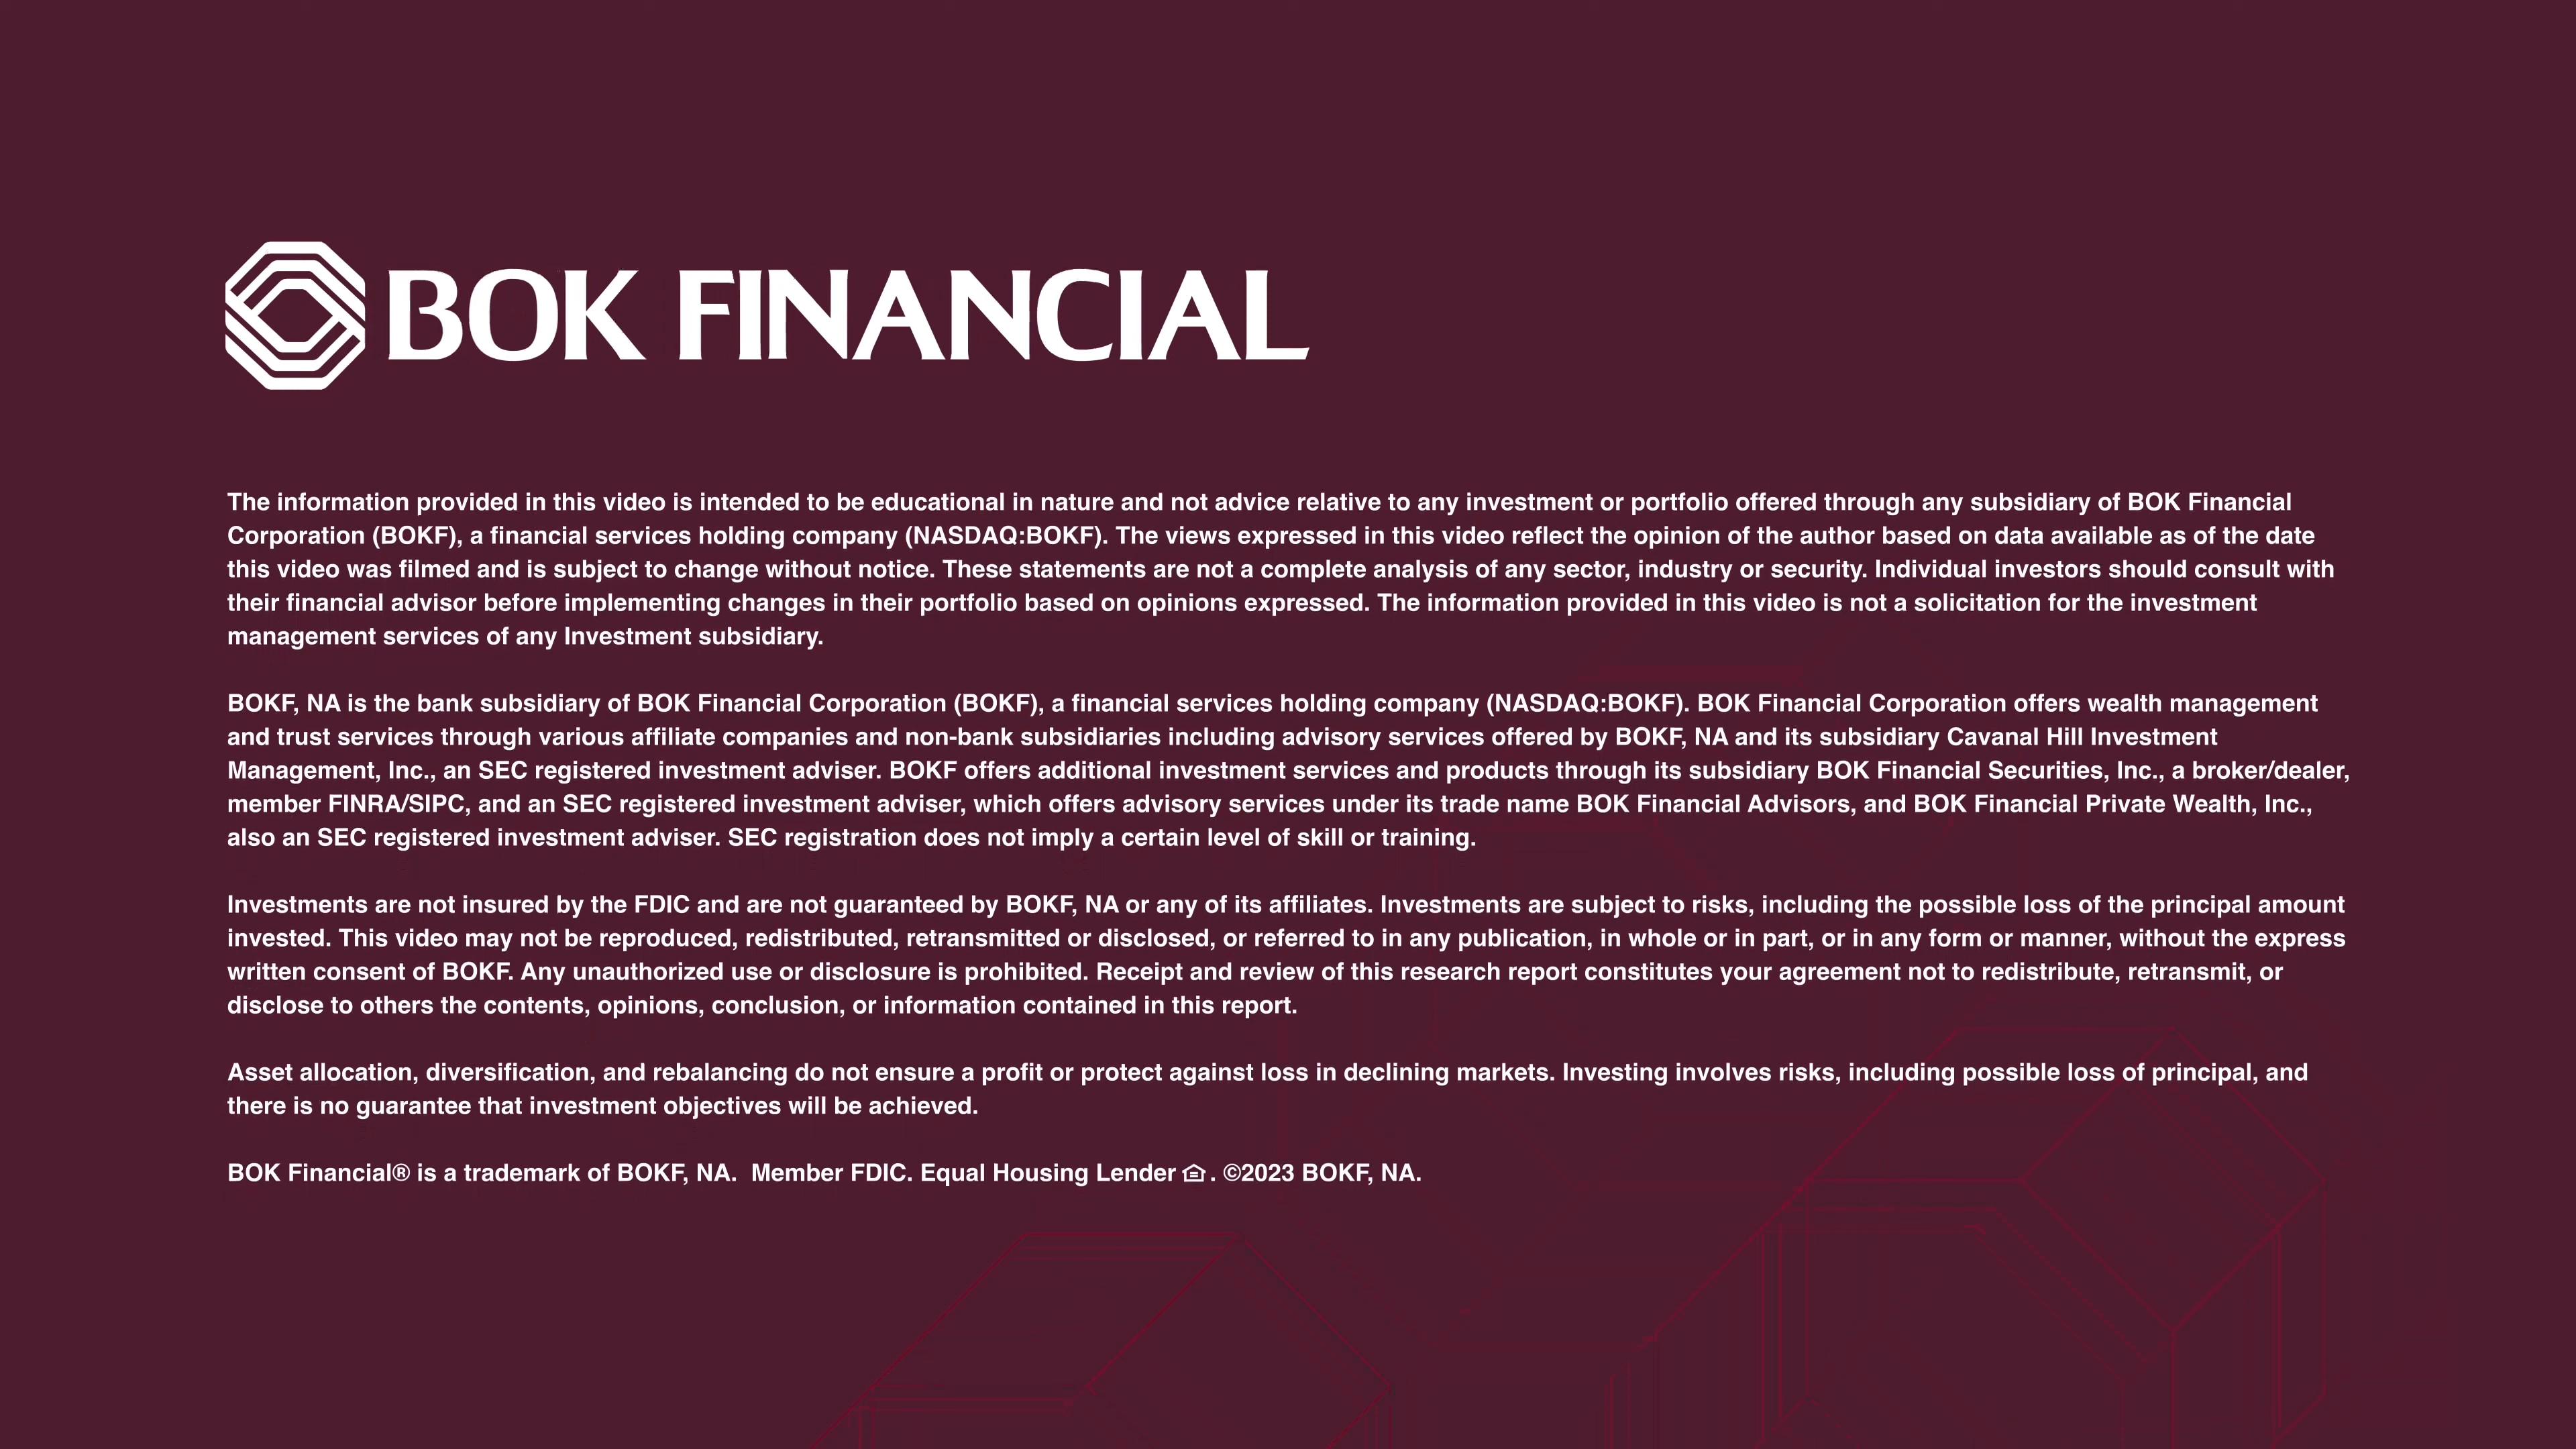 BOK FINANCIAL
The information provided in this video is intended to be educational in nature and not advice relative to any investment or portfolio offered through any subsidiary of BOK Financial
Corporation (BOKF), a financial services holding company (NASDAQ:BOKF). The views expressed in this video reflect the opinion of the author based on data available as of the date
this video was filmed and is subject to change without notice. These statements are not a complete analysis of any sector, industry or security. Individual investors should consult with
their financial advisor before implementing changes in their portfolio based on opinions expressed. The information provided in this video is not a solicitation for the investment
management services of any Investment subsidiary.
BOKF, NA is the bank subsidiary of BOK Financial Corporation (BOKF), a financial services holding company (NASDAQ:BOKF). BOK Financial Corporation offers wealth management
and trust services through various affiliate companies and non-bank subsidiaries including advisory services offered by BOKF, NA and its subsidiary Cavanal Hill Investment
Management, Inc., an SEC registered investment adviser. BOKF offers additional investment services and products through its subsidiary BOK Financial Securities, Inc., a broker/dealer,
member FINRA/SIPC, and an SEC registered investment adviser, which offers advisory services under its trade name BOK Financial Advisors, and BOK Financial Private Wealth, Inc.,
also an SEC registered investment adviser. SEC registration does not imply a certain level of skill or training.
Investments are not insured by the FDIC and are not guaranteed by BOKF, NA or any of its affiliates. Investments are subject to risks, including the possible loss of the principal amount
invested. This video may not be reproduced, redistributed, retransmitted or disclosed, or referred to in any publication, in whole or in part, or in any form or manner, without the express
written consent of BOKF. Any unauthorized use or disclosure is prohibited. Receipt and review of this research report constitutes your agreement not to redistribute, retransmit, or
disclose to others the contents, opinions, conclusion, or information contained in this report.
Asset allocation, diversification, and rebalancing do not ensure a profit or protect against loss in declining markets. Investing involves risks, including possible loss of principal, and
there is no guarantee that investment objectives will be achieved.
BOK Financial® is a trademark of BOKF, NA.  Member FDIC. Equal Housing Lender . ©2023 BOKF, NA.